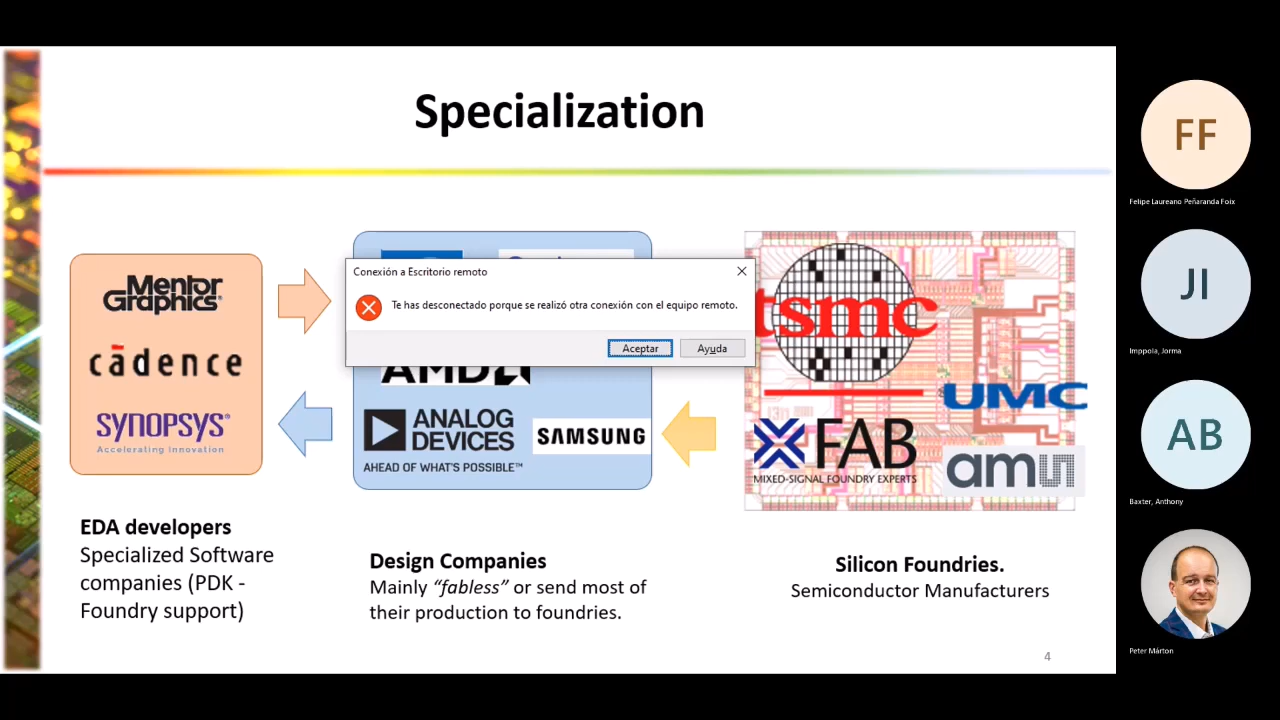 Specialization
Mentor
Graphics®
cādence
SYNOPSYS®
Accelerating Innovation
Conexión a Escritorio remoto
Te has desconectado porque se realizó otra conexión con el equipo remoto.
Aceptar
Ayuda
AMD
ANALOG
DEVICES
AHEAD OF WHAT'S POSSIBLE™
SAMSUNG
tsmc
UMC
XFAB
MIXED-SIGNAL FOUNDRY EXPERTS
am
EDA developers
Specialized Software
companies (PDK -
Foundry support)
Design Companies
Mainly “fabless” or send most of
their production to foundries.
Silicon Foundries.
Semiconductor Manufacturers
4
FF
Felipe Laureano Peñaranda Foix
JI
Imppola, Jorma
AB
Baxter, Anthony
Peter Márton